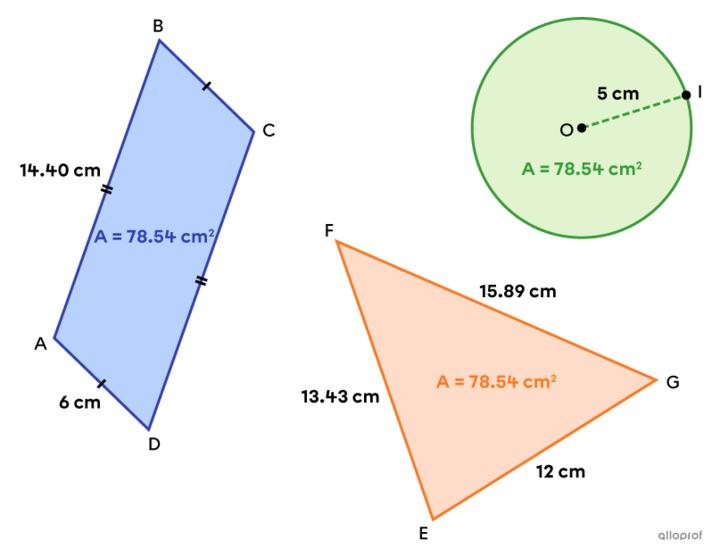 B
C
14.40 cm
A = 78.54 cm²
A
6 cm
D
5 cm
I
O
A = 78.54 cm²
F
15.89 cm
13.43 cm
A = 78.54 cm²
G
12 cm
E
alloprof